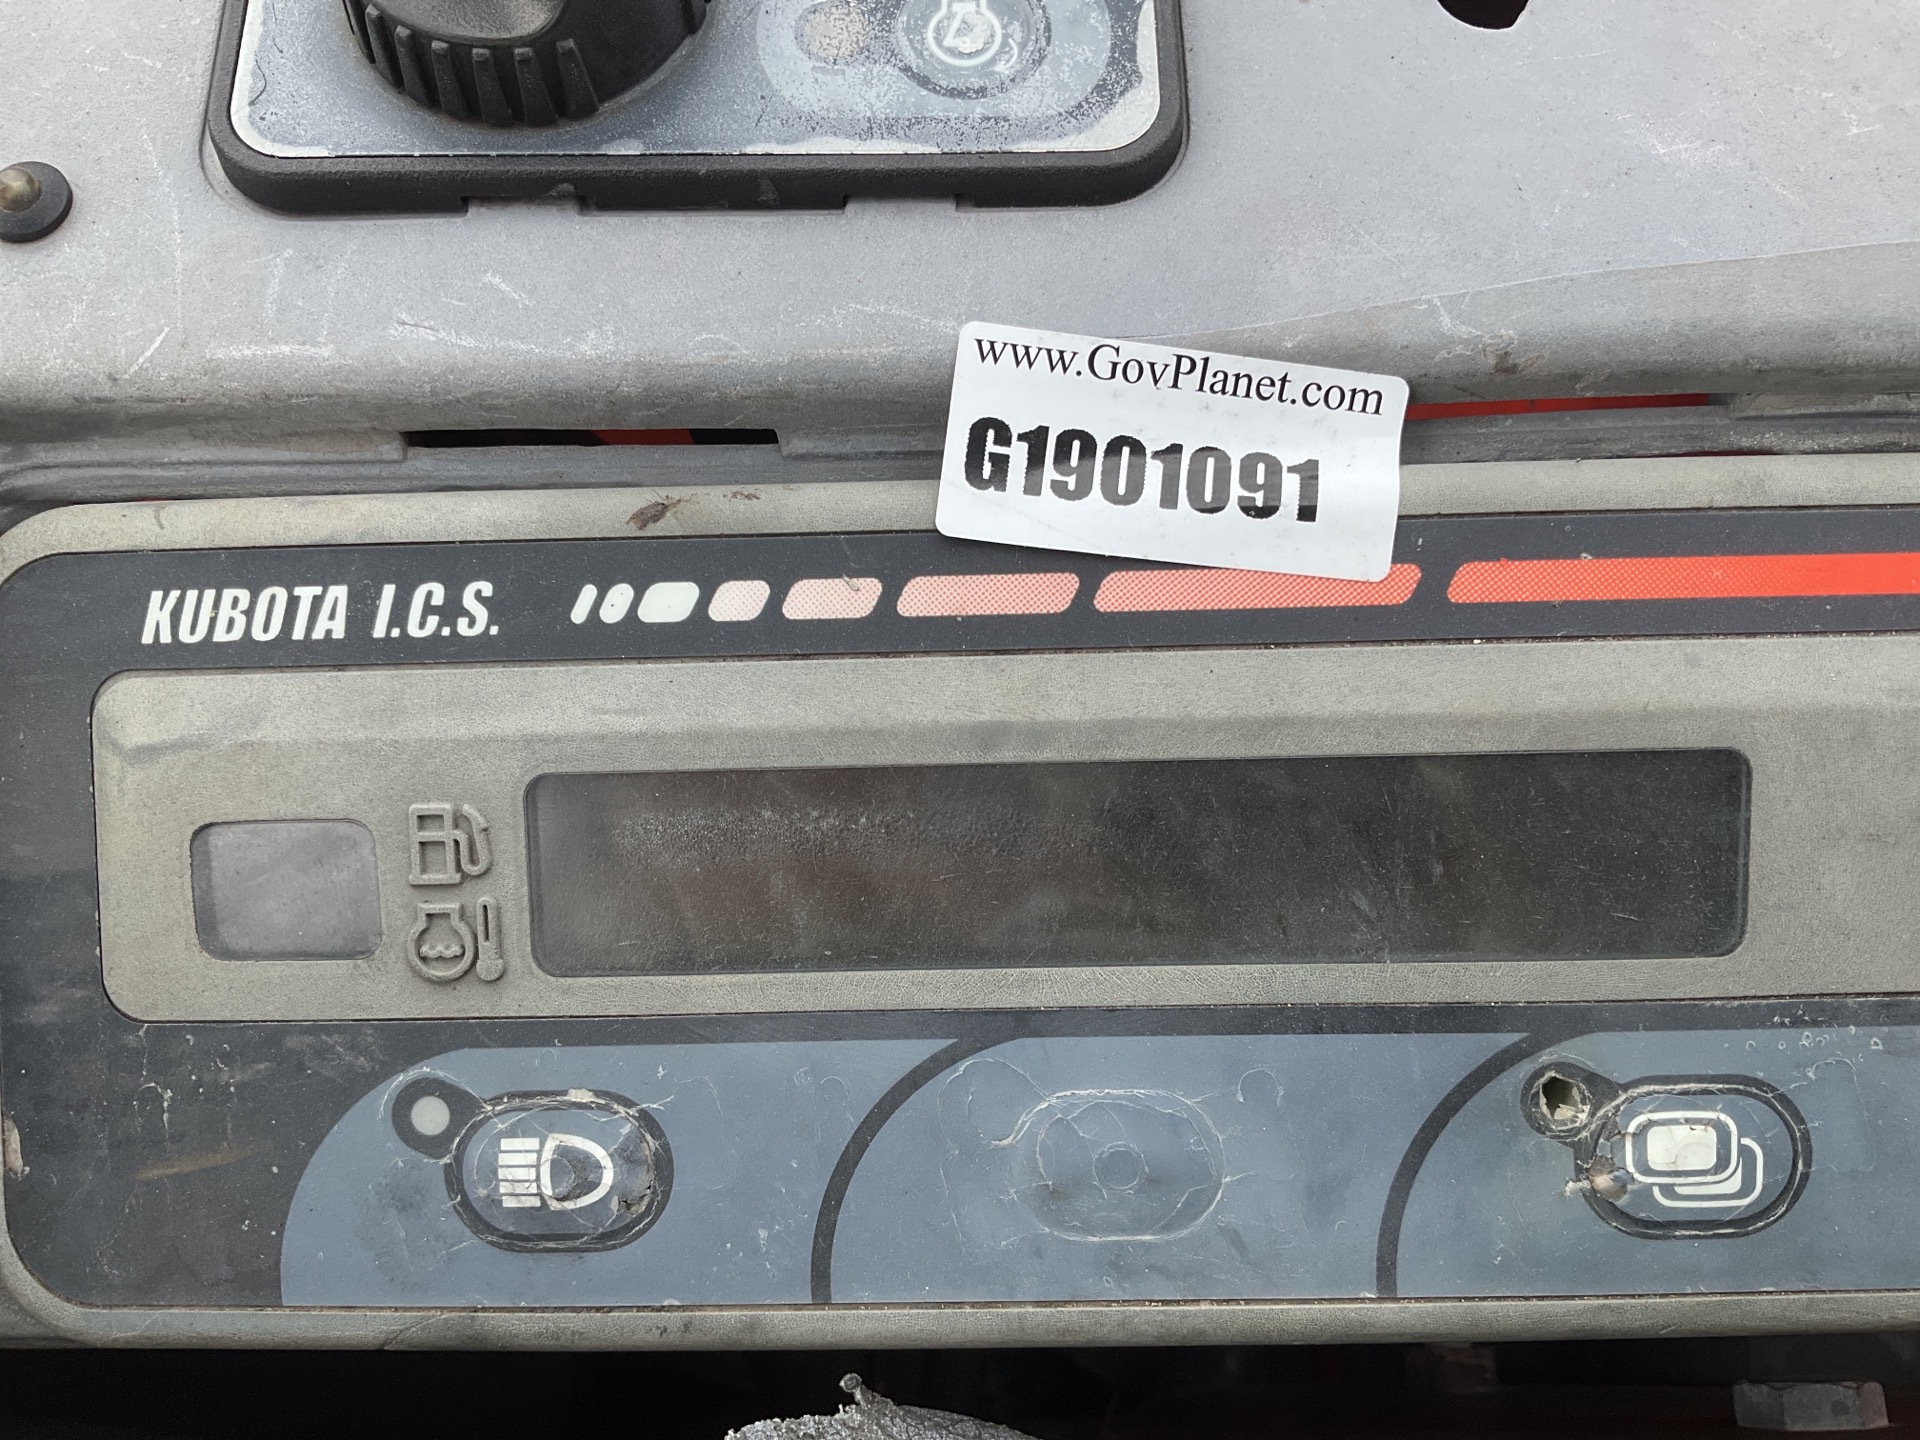 www.GovPlanet.com
G1901091
KUBOTA I.C.S.